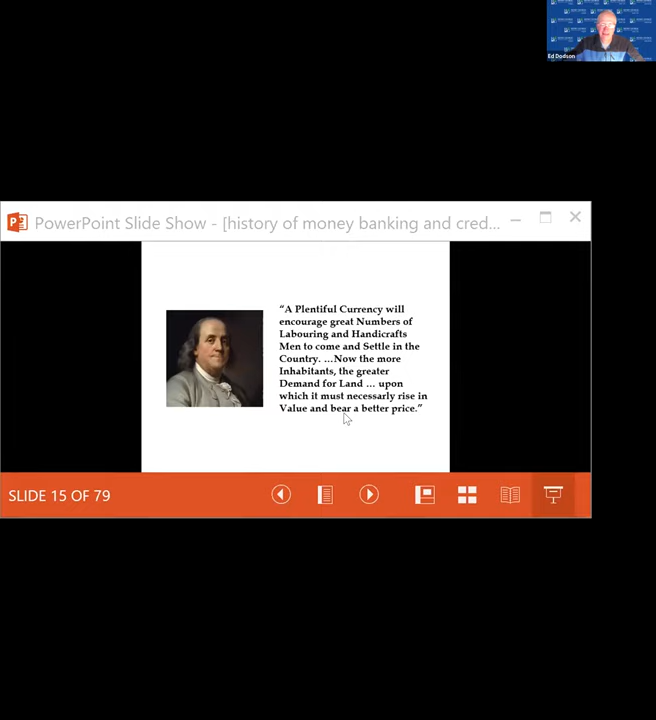 Ed Dodson
PowerPoint Slide Show - [history of money banking and cred...
“A Plentiful Currency will
encourage great Numbers of
Labouring and Handicrafts
Men to come and Settle in the
Country. ...Now the more
Inhabitants, the greater
Demand for Land ... upon
which it must necessarly rise in
Value and bear a better price.”
SLIDE 15 OF 79